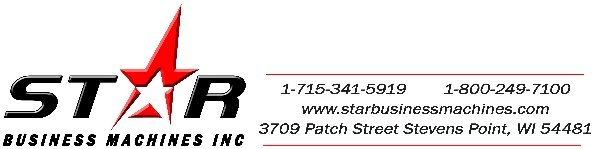 STAR
BUSINESS MACHINES INC
1-715-341-5919 1-800-249-7100
www.starbusinessmachines.com
3709 Patch Street Stevens Point, WI 54481